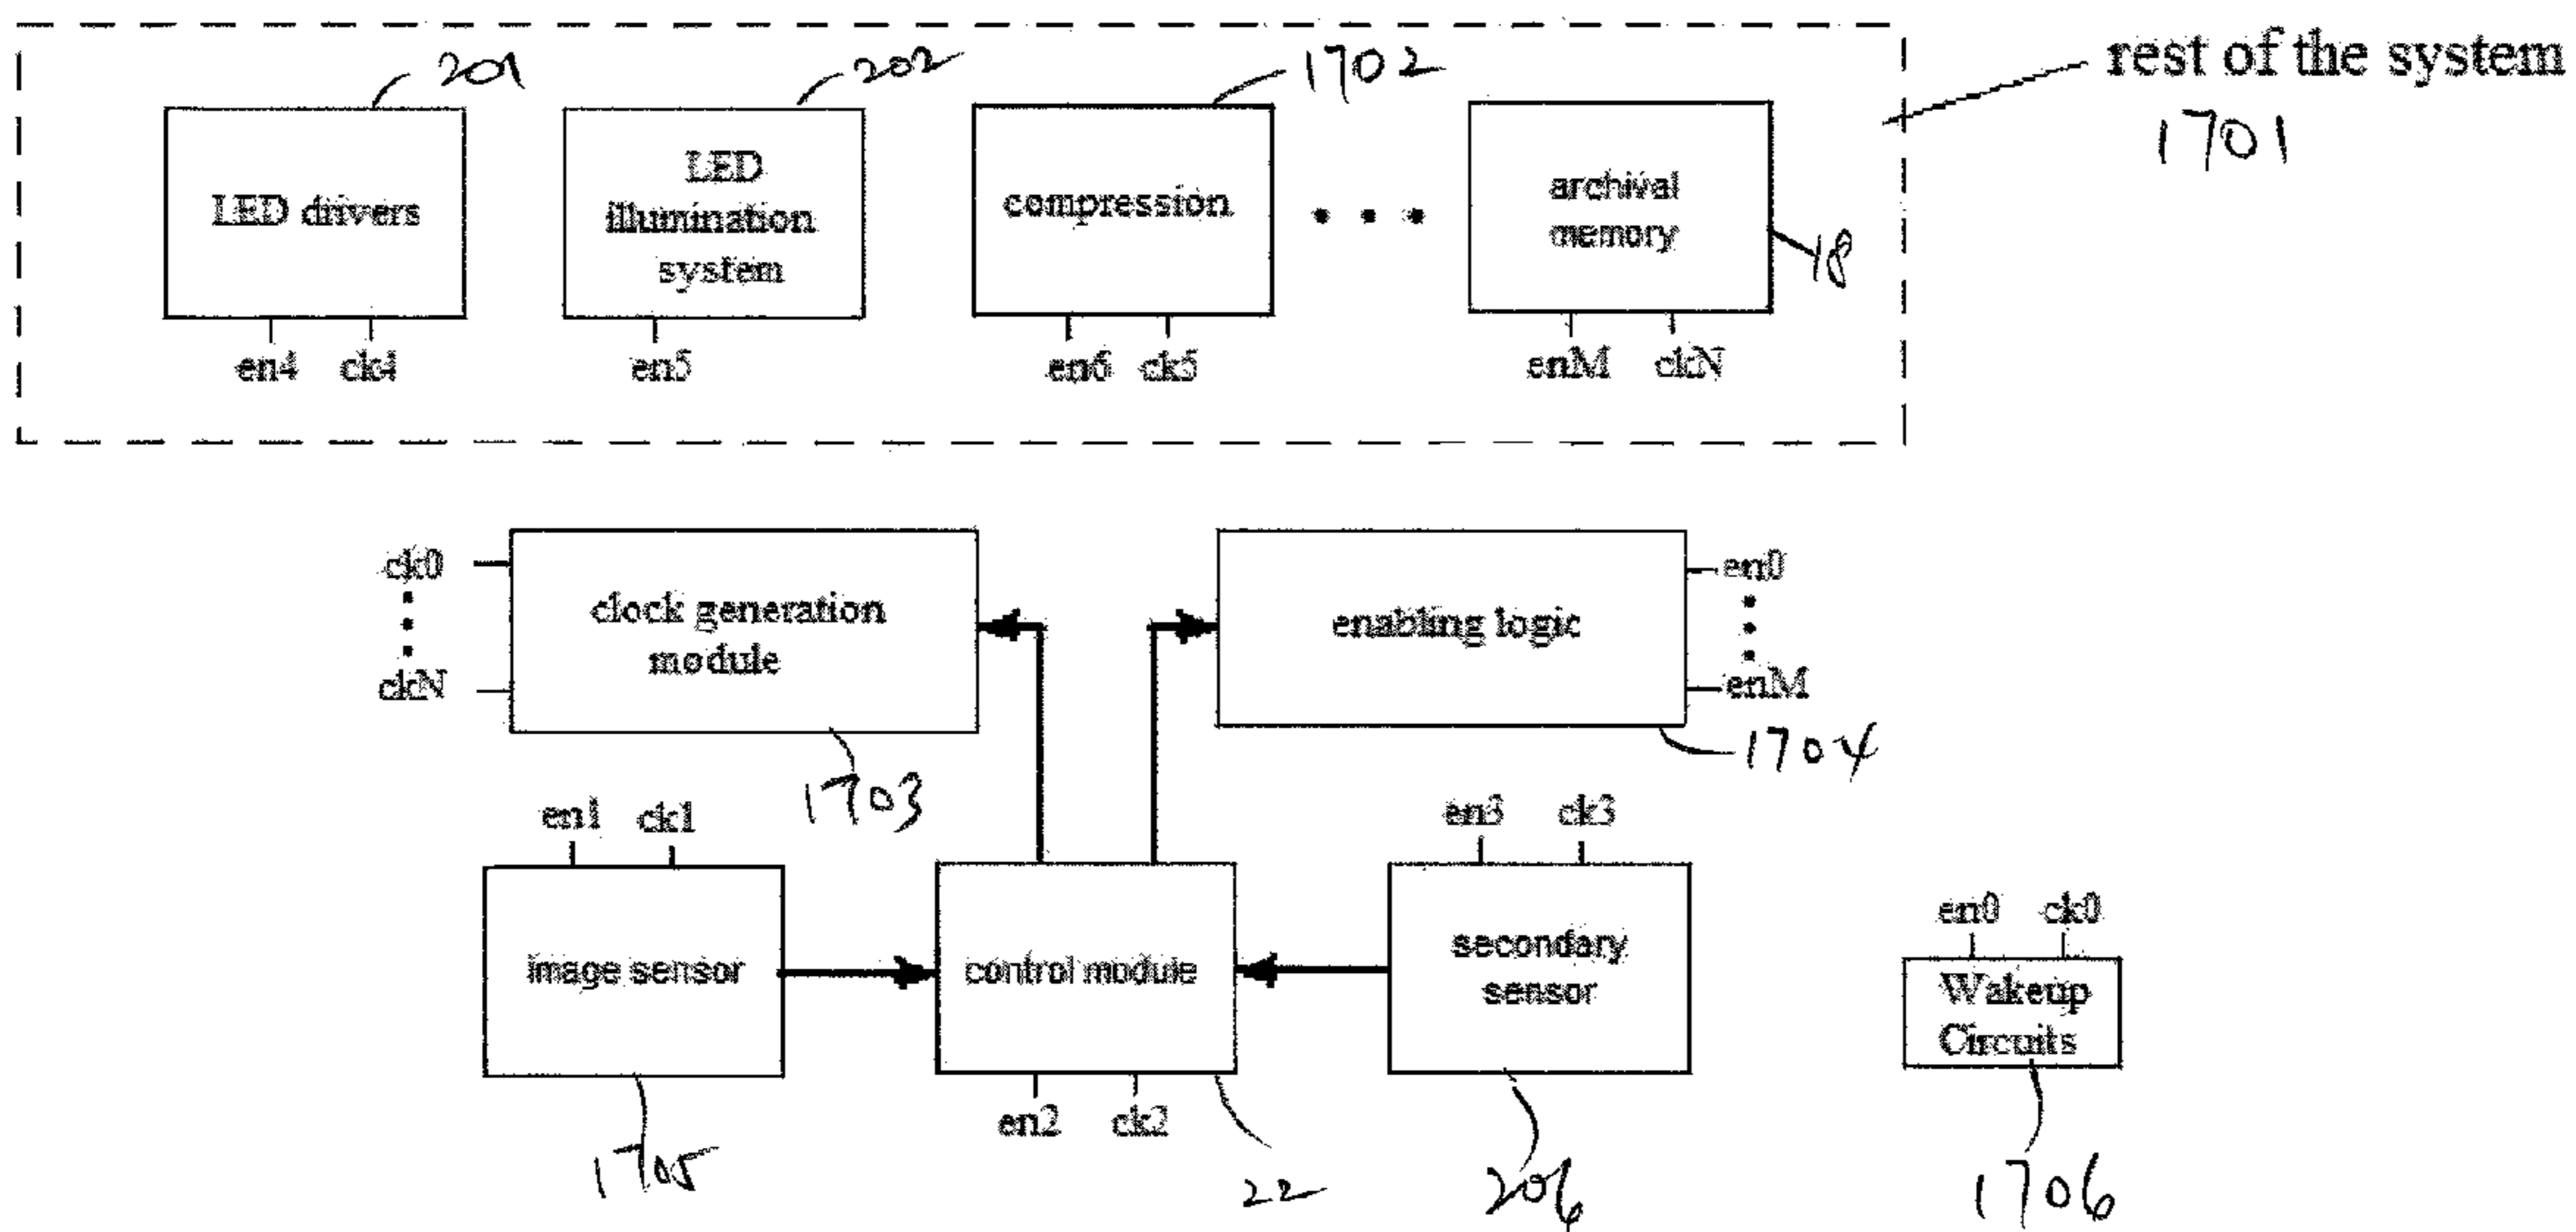 201
202
1702
rest of the system
1701
LED drivers
LED
illumination
system
compression
archival
memory
18
en4 ck4
en5
en6 ck5
enM ckN
ck0
ckN
clock generation
module
enabling logic
en0
enM
1703
1704
en1 ck1
en3 ck3
image sensor
control module
secondary
sensor
en0 ck0
Wakeup
Circuits
en2 ck2
1705
22
206
1706